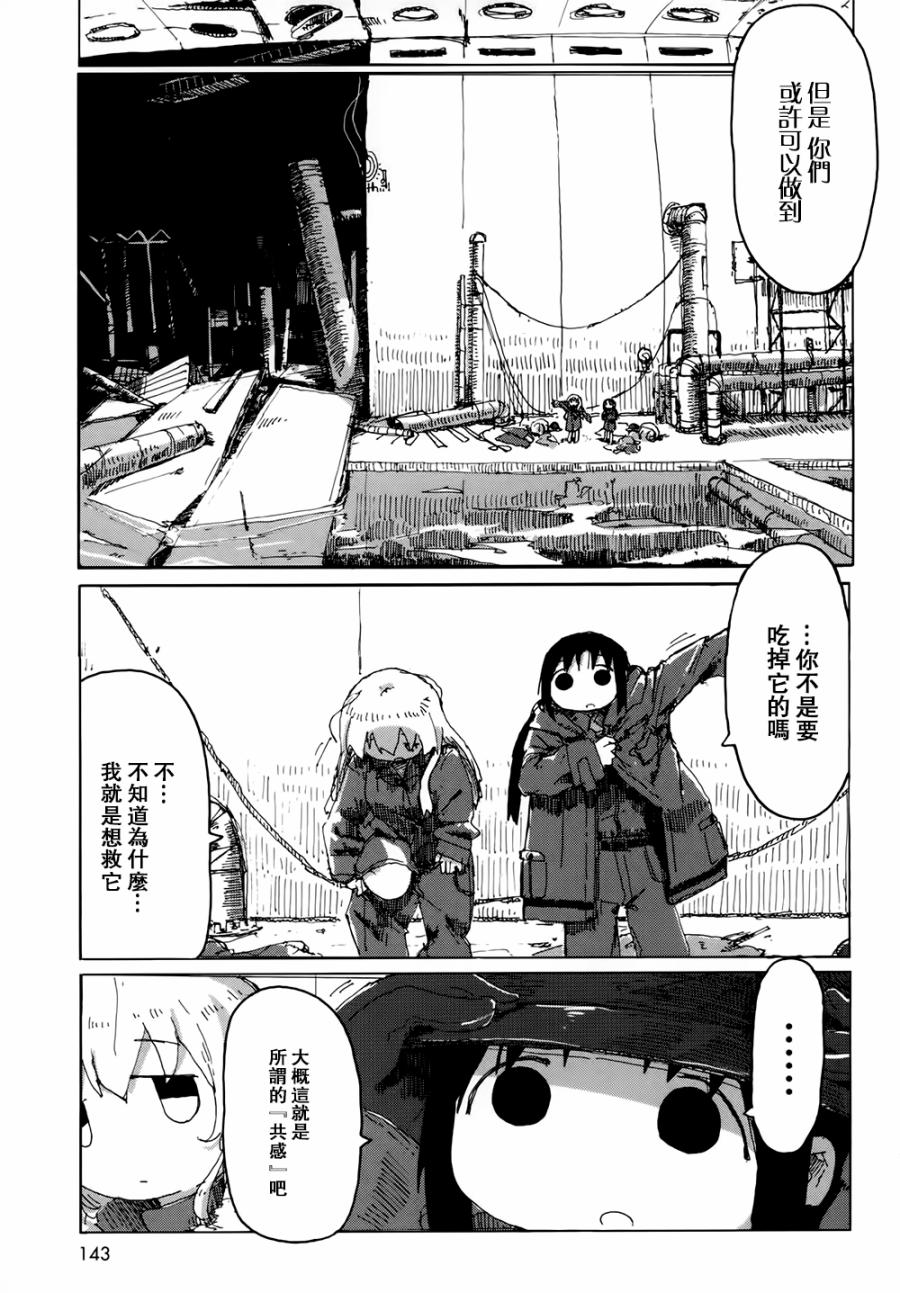 但是 你們
或許可以做到
…你不是要
吃掉它的嗎
不…
不知道為什麼…
我就是想救它
……
大概這就是
所謂的『共感』吧
143